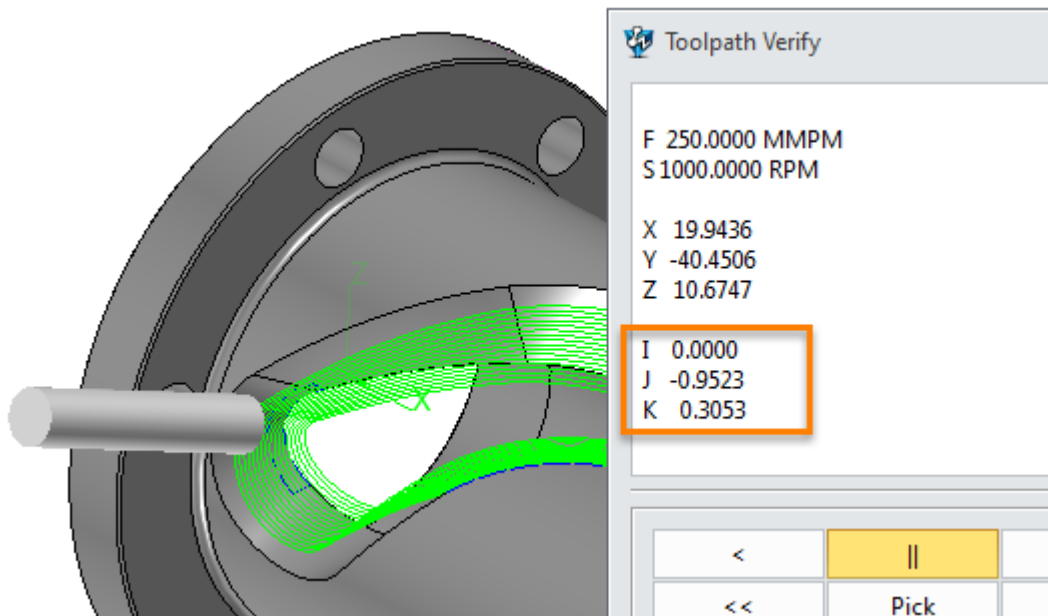 Toolpath Verify
F 250.0000 MMPM
S 1000.0000 RPM
X 19.9436
Y -40.4506
Z 10.6747
I 0.0000
J -0.9523
K 0.3053
Z
X
< ||
<< Pick